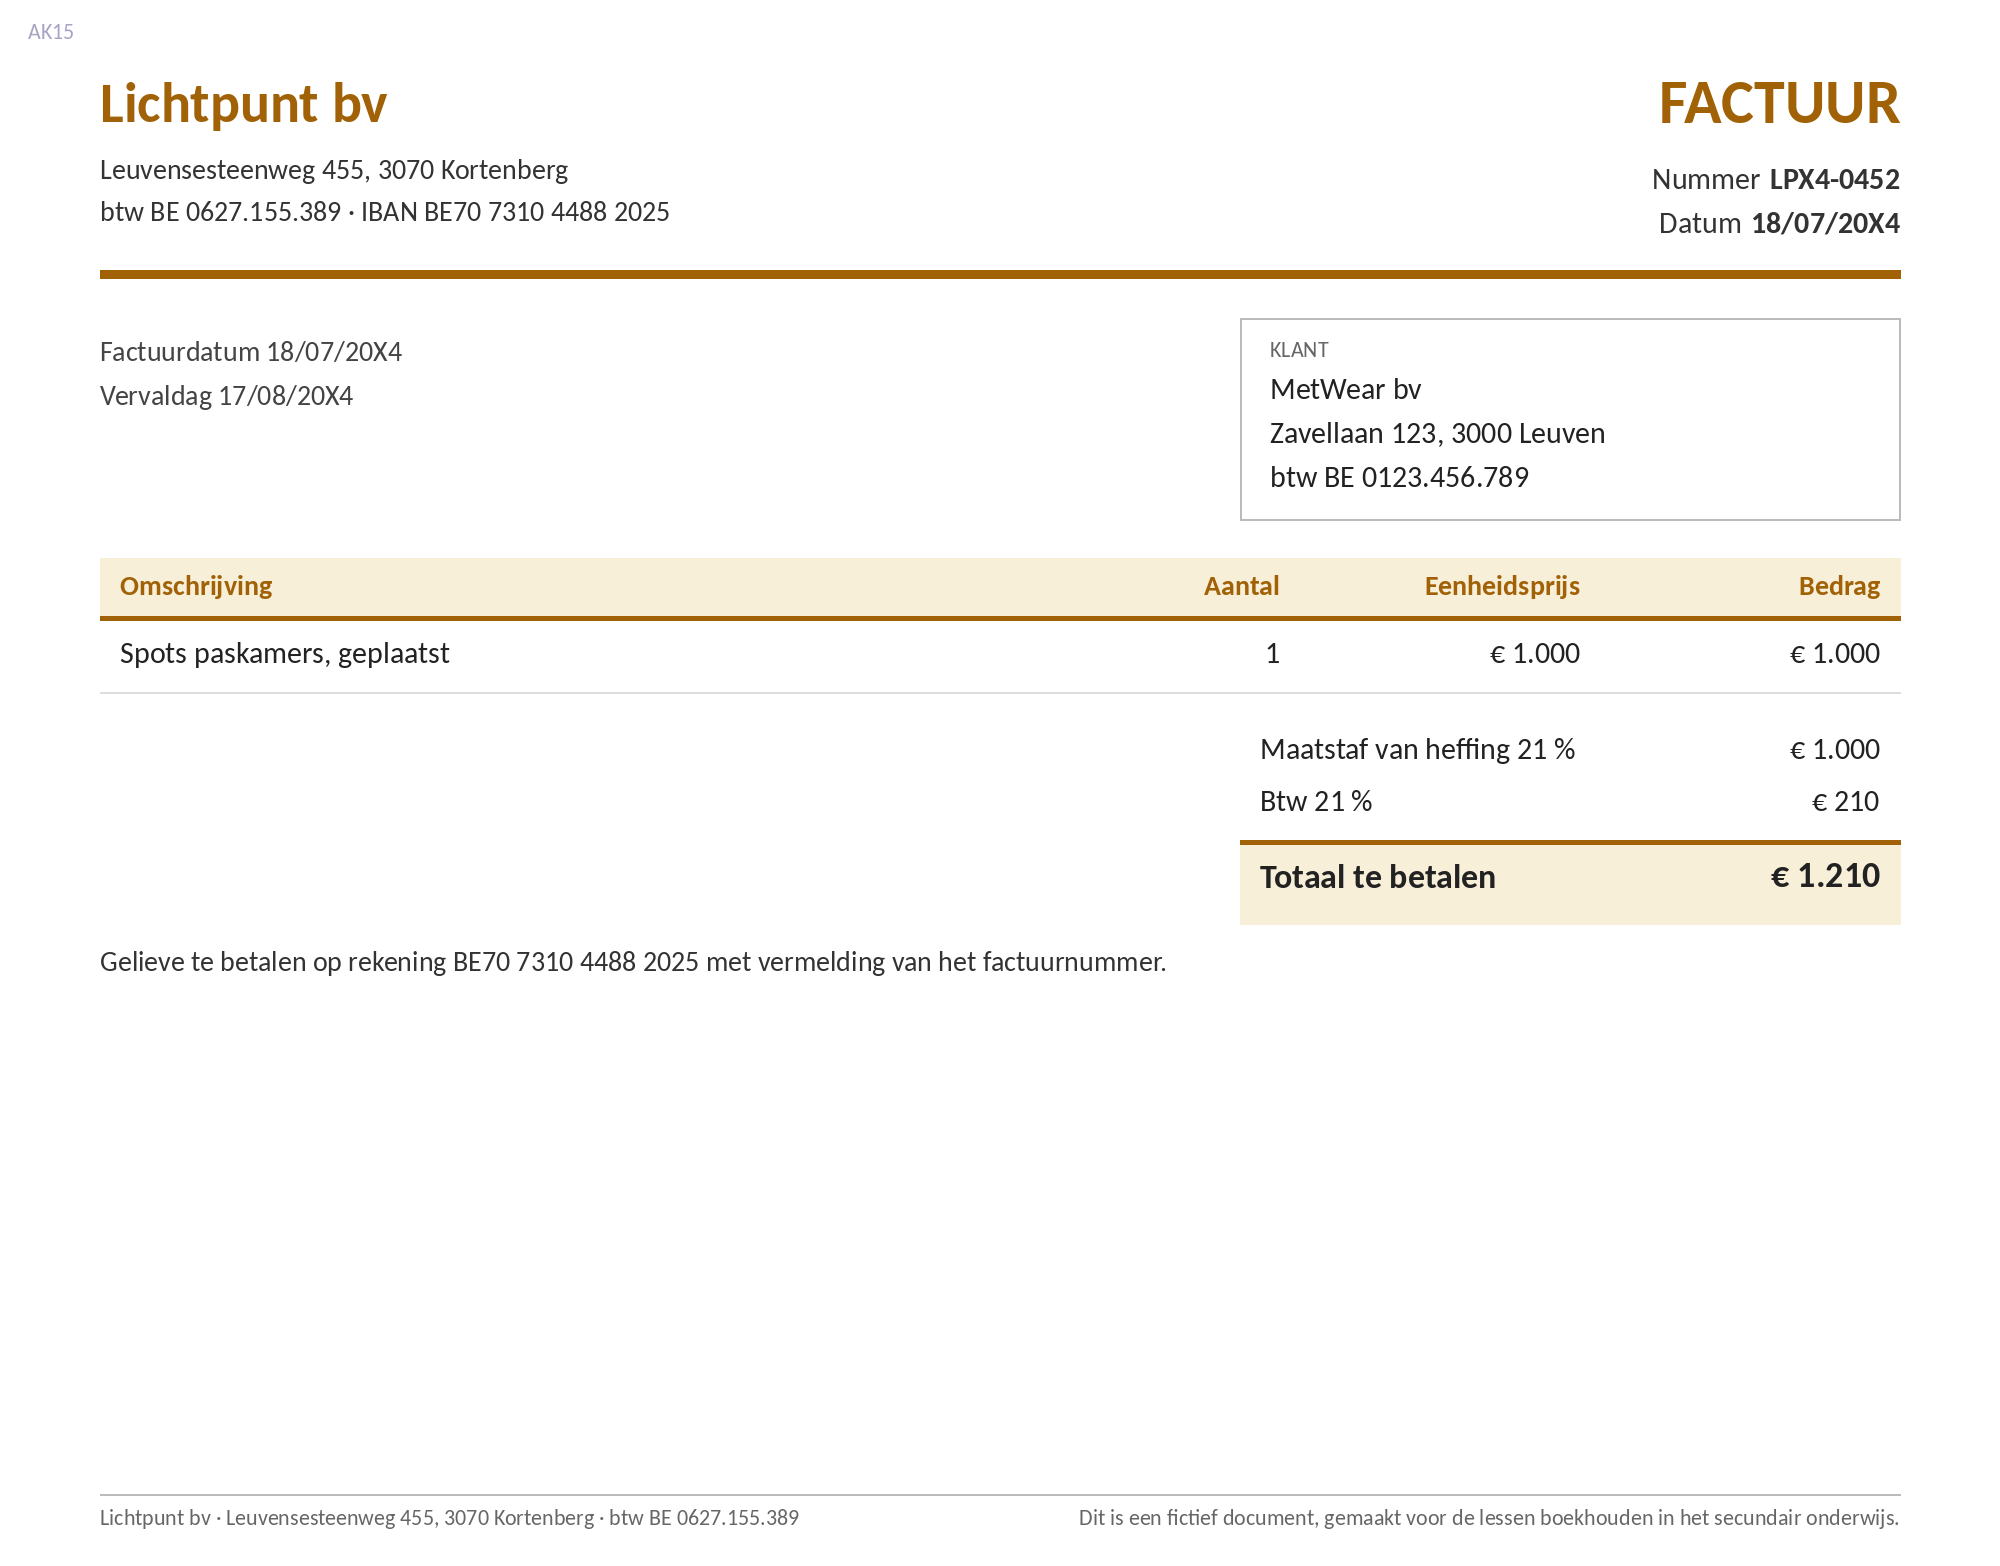 AK15
Lichtpunt bv
FACTUUR
Leuvensesteenweg 455, 3070 Kortenberg
btw BE 0627.155.389 · IBAN BE70 7310 4488 2025
Nummer LPX4-0452
Datum 18/07/20X4
Factuurdatum 18/07/20X4
Vervaldag 17/08/20X4
KLANT
MetWear bv
Zavellaan 123, 3000 Leuven
btw BE 0123.456.789
Omschrijving Aantal Eenheidsprijs Bedrag
Spots paskamers, geplaatst 1 € 1.000 € 1.000
Maatstaf van heffing 21 % € 1.000
Btw 21 % € 210
Totaal te betalen € 1.210
Gelieve te betalen op rekening BE70 7310 4488 2025 met vermelding van het factuurnummer.
Lichtpunt bv · Leuvensesteenweg 455, 3070 Kortenberg · btw BE 0627.155.389
Dit is een fictief document, gemaakt voor de lessen boekhouden in het secundair onderwijs.